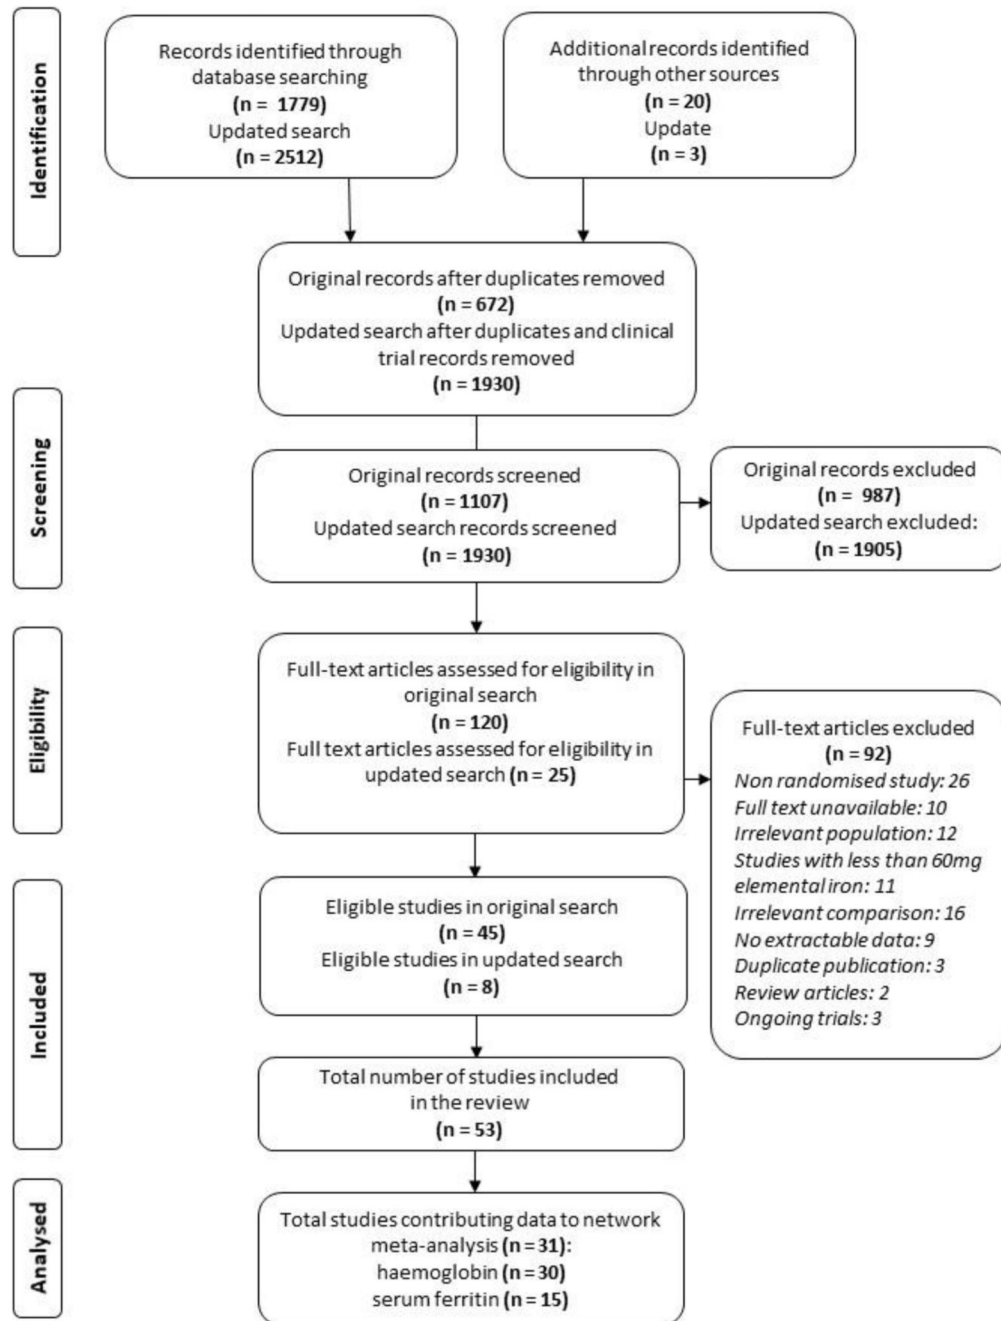 Identification
Records identified through
database searching
(n =  1779)
Updated search
(n = 2512)
Additional records identified
through other sources
(n = 20)
Update
(n = 3)
Original records after duplicates removed
(n = 672)
Updated search after duplicates and clinical
trial records removed
(n = 1930)
Screening
Original records screened
(n = 1107)
Updated search records screened
(n = 1930)
Original records excluded
(n =  987)
Updated search excluded:
(n = 1905)
Eligibility
Full-text articles assessed for eligibility in
original search
(n = 120)
Full text articles assessed for eligibility in
updated search (n = 25)
Full-text articles excluded
(n = 92)
Non randomised study: 26
Full text unavailable: 10
Irrelevant population: 12
Studies with less than 60mg
elemental iron: 11
Irrelevant comparison: 16
No extractable data: 9
Duplicate publication: 3
Review articles: 2
Ongoing trials: 3
Included
Eligible studies in original search
(n = 45)
Eligible studies in updated search
(n = 8)
Total number of studies included
in the review
(n = 53)
Analysed
Total studies contributing data to network
meta-analysis (n = 31):
haemoglobin (n = 30)
serum ferritin (n = 15)